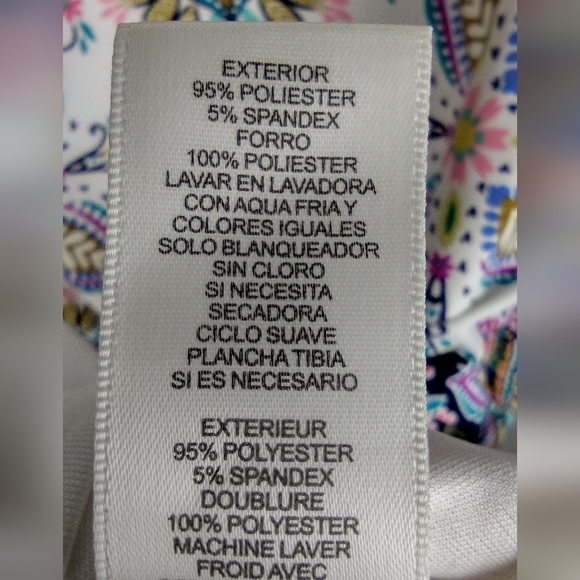 EXTERIOR
95% POLIESTER
5% SPANDEX
FORRO
100% POLIESTER
LAVAR EN LAVADORA
CON AQUA FRIA Y
COLORES IGUALES
SOLO BLANQUEADOR
SIN CLORO
SI NECESITA
SECADORA
CICLO SUAVE
PLANCHA TIBIA
SI ES NECESARIO
EXTERIEUR
95% POLYESTER
5% SPANDEX
DOUBLURE
100% POLYESTER
MACHINE LAVER
FROID AVEC